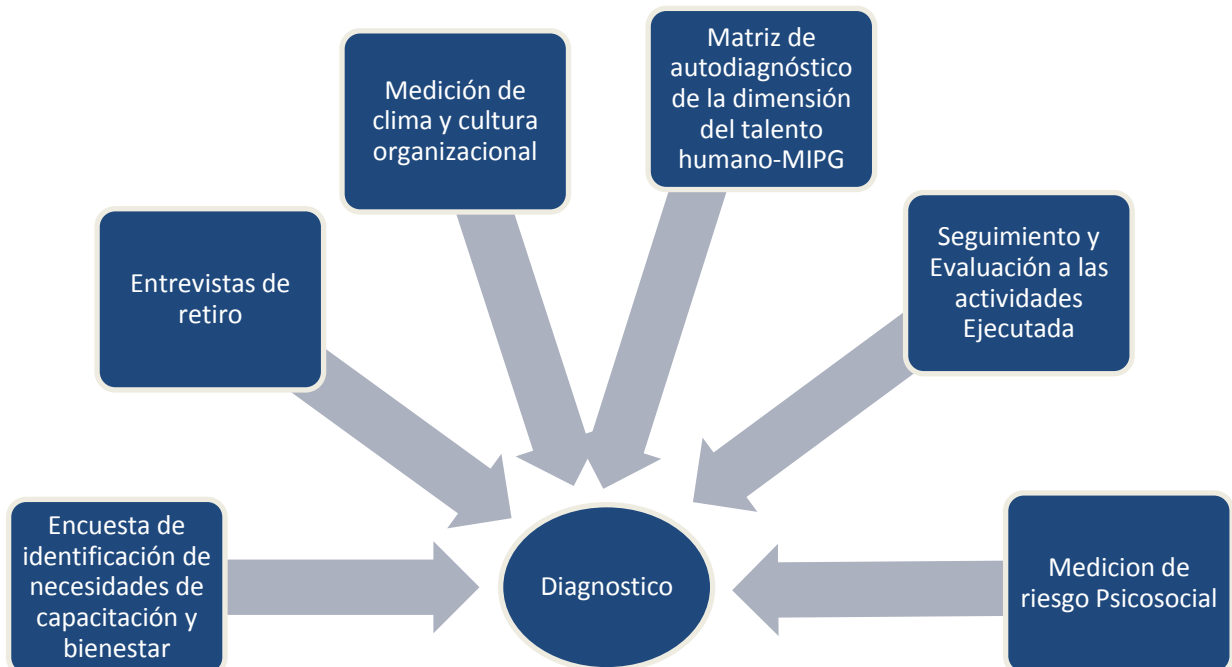 Matriz de
autodiagnóstico
de la dimensión
del talento
humano-MIPG
Medición de
clima y cultura
organizacional
Seguimiento y
Evaluación a las
actividades
Ejecutada
Entrevistas de
retiro
Encuesta de
identificación de
necesidades de
capacitación y
bienestar
Diagnostico
Medicion de
riesgo Psicosocial